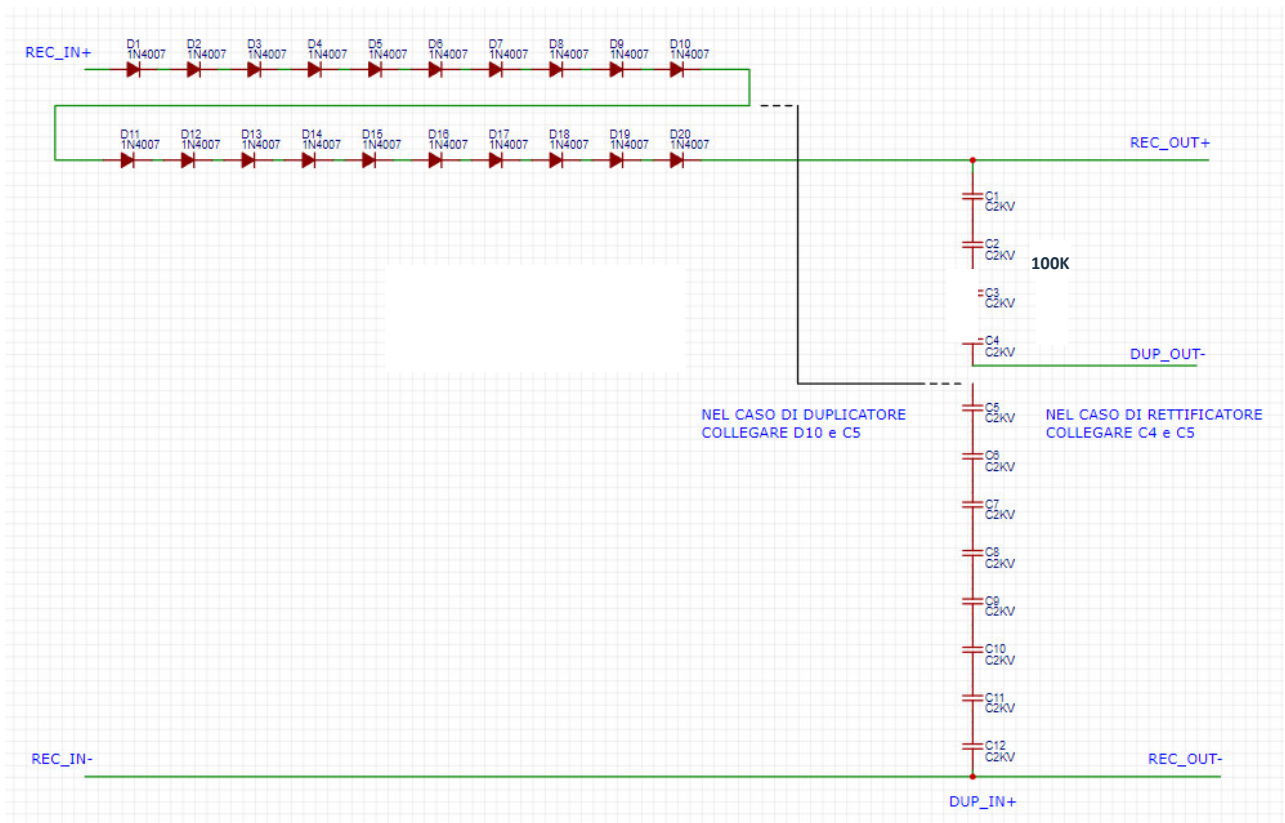 REC_IN+
D1
1N4007
D2
1N4007
D3
1N4007
D4
1N4007
D5
1N4007
D6
1N4007
D7
1N4007
D8
1N4007
D9
1N4007
D10
1N4007
D11
1N4007
D12
1N4007
D13
1N4007
D14
1N4007
D15
1N4007
D16
1N4007
D17
1N4007
D18
1N4007
D19
1N4007
D20
1N4007
REC_OUT+
C1
C2KV
C2
C2KV
100K
C3
C2KV
C4
C2KV
DUP_OUT-
NEL CASO DI DUPLICATORE
COLLEGARE D10 e C5
C5
C2KV
NEL CASO DI RETTIFICATORE
COLLEGARE C4 e C5
C6
C2KV
C7
C2KV
C8
C2KV
C9
C2KV
C10
C2KV
C11
C2KV
C12
C2KV
REC_IN-
REC_OUT-
DUP_IN+